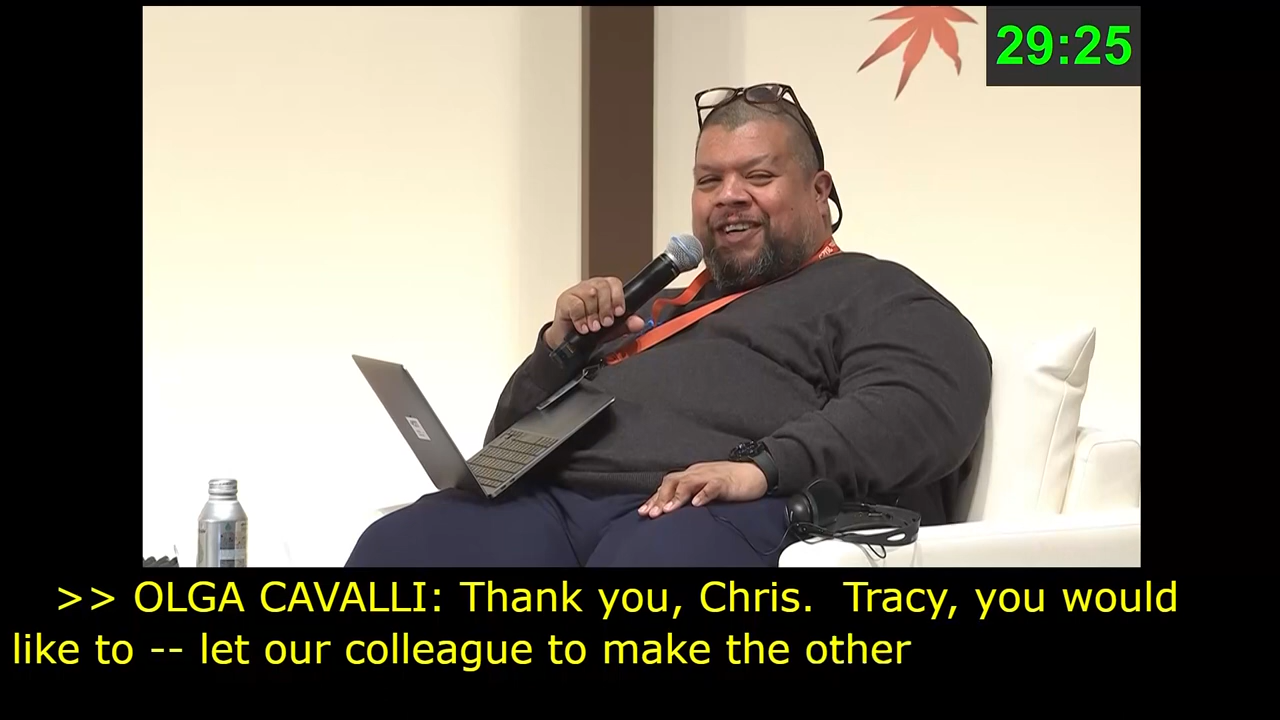 29:25
>> OLGA CAVALLI: Thank you, Chris.  Tracy, you would
like to -- let our colleague to make the other